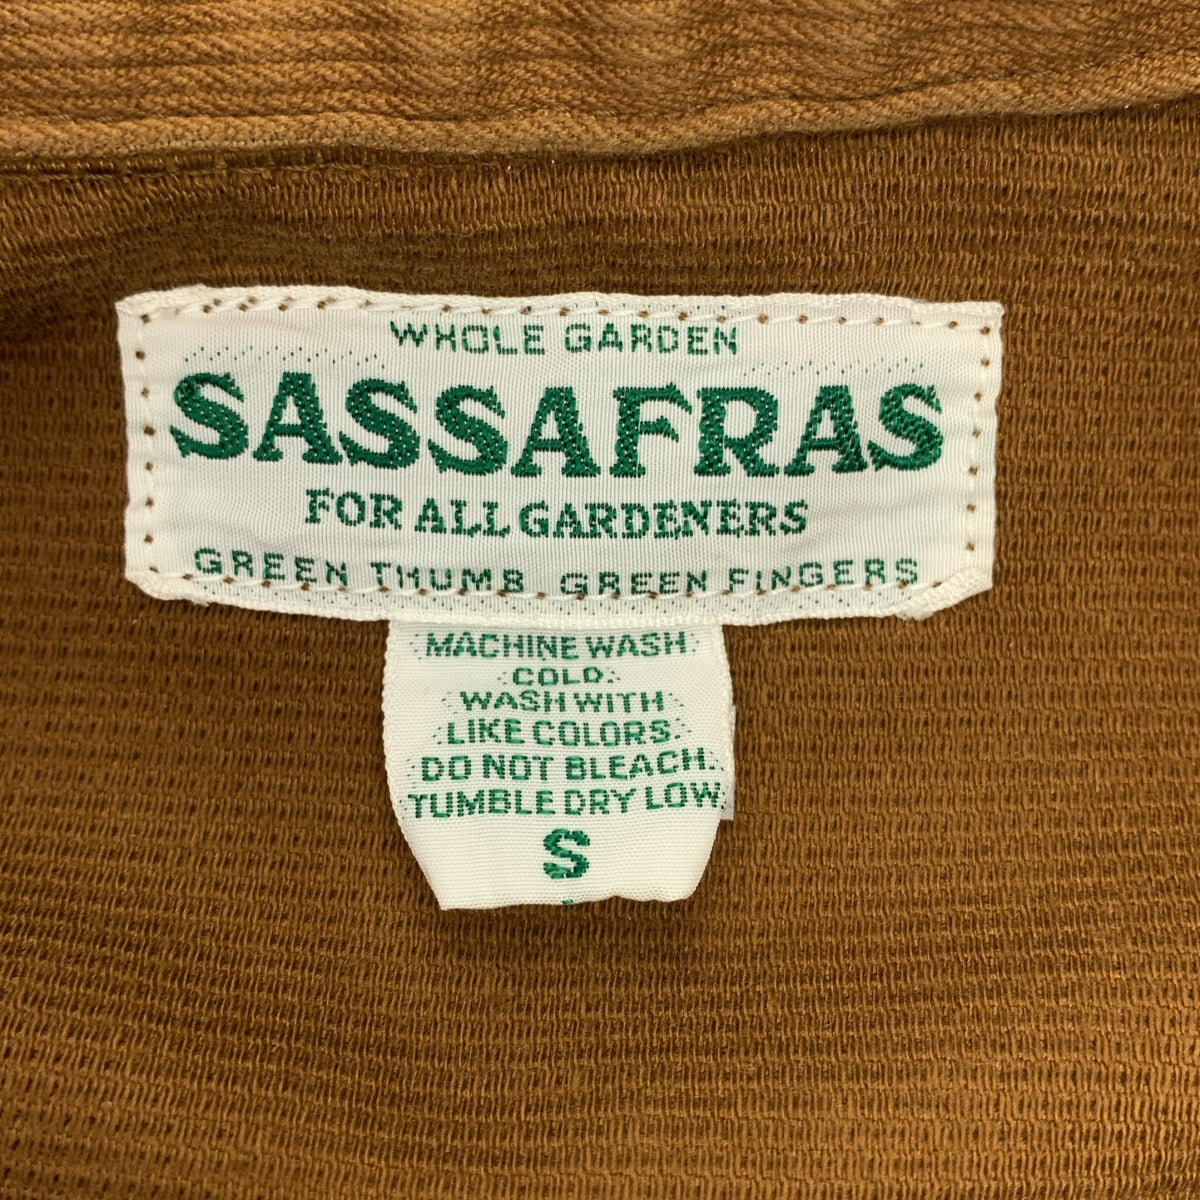 WHOLE GARDEN
SASSAFRAS
FOR ALL GARDENERS
GREEN THUMB GREEN FINGERS
MACHINE WASH
COLD.
WASH WITH
LIKE COLORS.
DO NOT BLEACH.
TUMBLE DRY LOW.
S